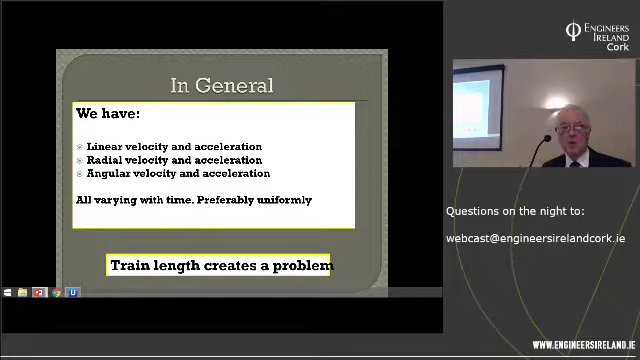 In General
We have:
Linear velocity and acceleration
Radial velocity and acceleration
Angular velocity and acceleration
All varying with time. Preferably uniformly
Train length creates a problem
ENGINEERS
IRELAND
Cork
Questions on the night to:
webcast@engineersirelandcork.ie
WWW.ENGINEERSIRELAND.IE